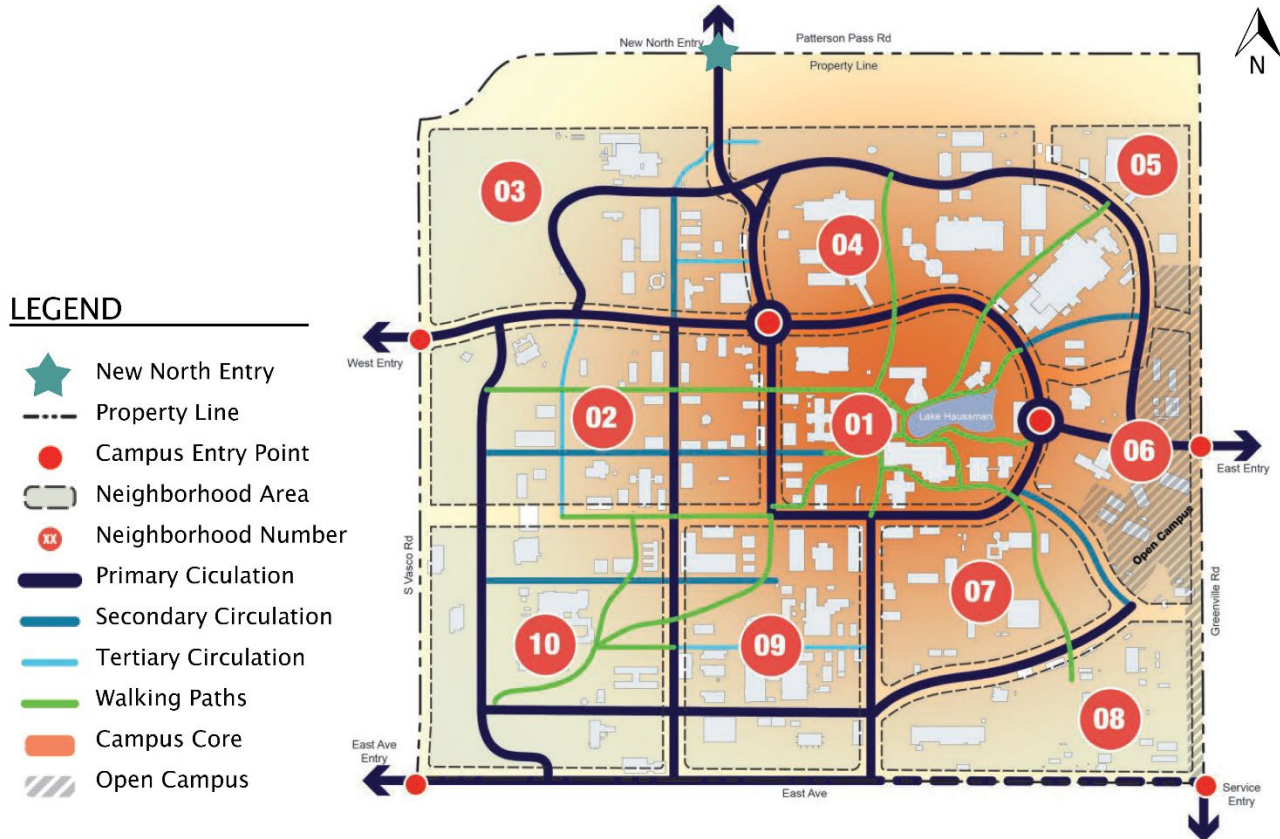 New North Entry
Patterson Pass Rd
Property Line
N
03
05
04
LEGEND
New North Entry
Property Line
Campus Entry Point
Neighborhood Area
XX
Neighborhood Number
Primary Ciculation
Secondary Circulation
Tertiary Circulation
Walking Paths
Campus Core
Open Campus
West Entry
02
01
Lake Haussman
06
East Entry
Open Campus
S Vasco Rd
Greenville Rd
07
10
09
08
East Ave
Entry
East Ave
Service
Entry